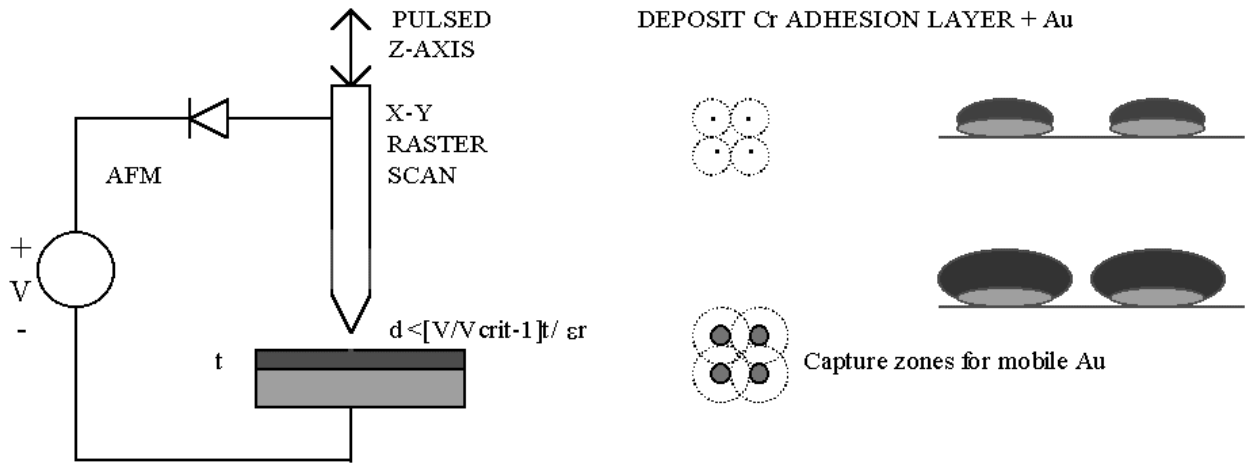 PULSED
Z-AXIS
X-Y
RASTER
SCAN
AFM
+
V
-
d<[V/Vcrit-1]t/ εr
t
DEPOSIT Cr ADHESION LAYER + Au
Capture zones for mobile Au